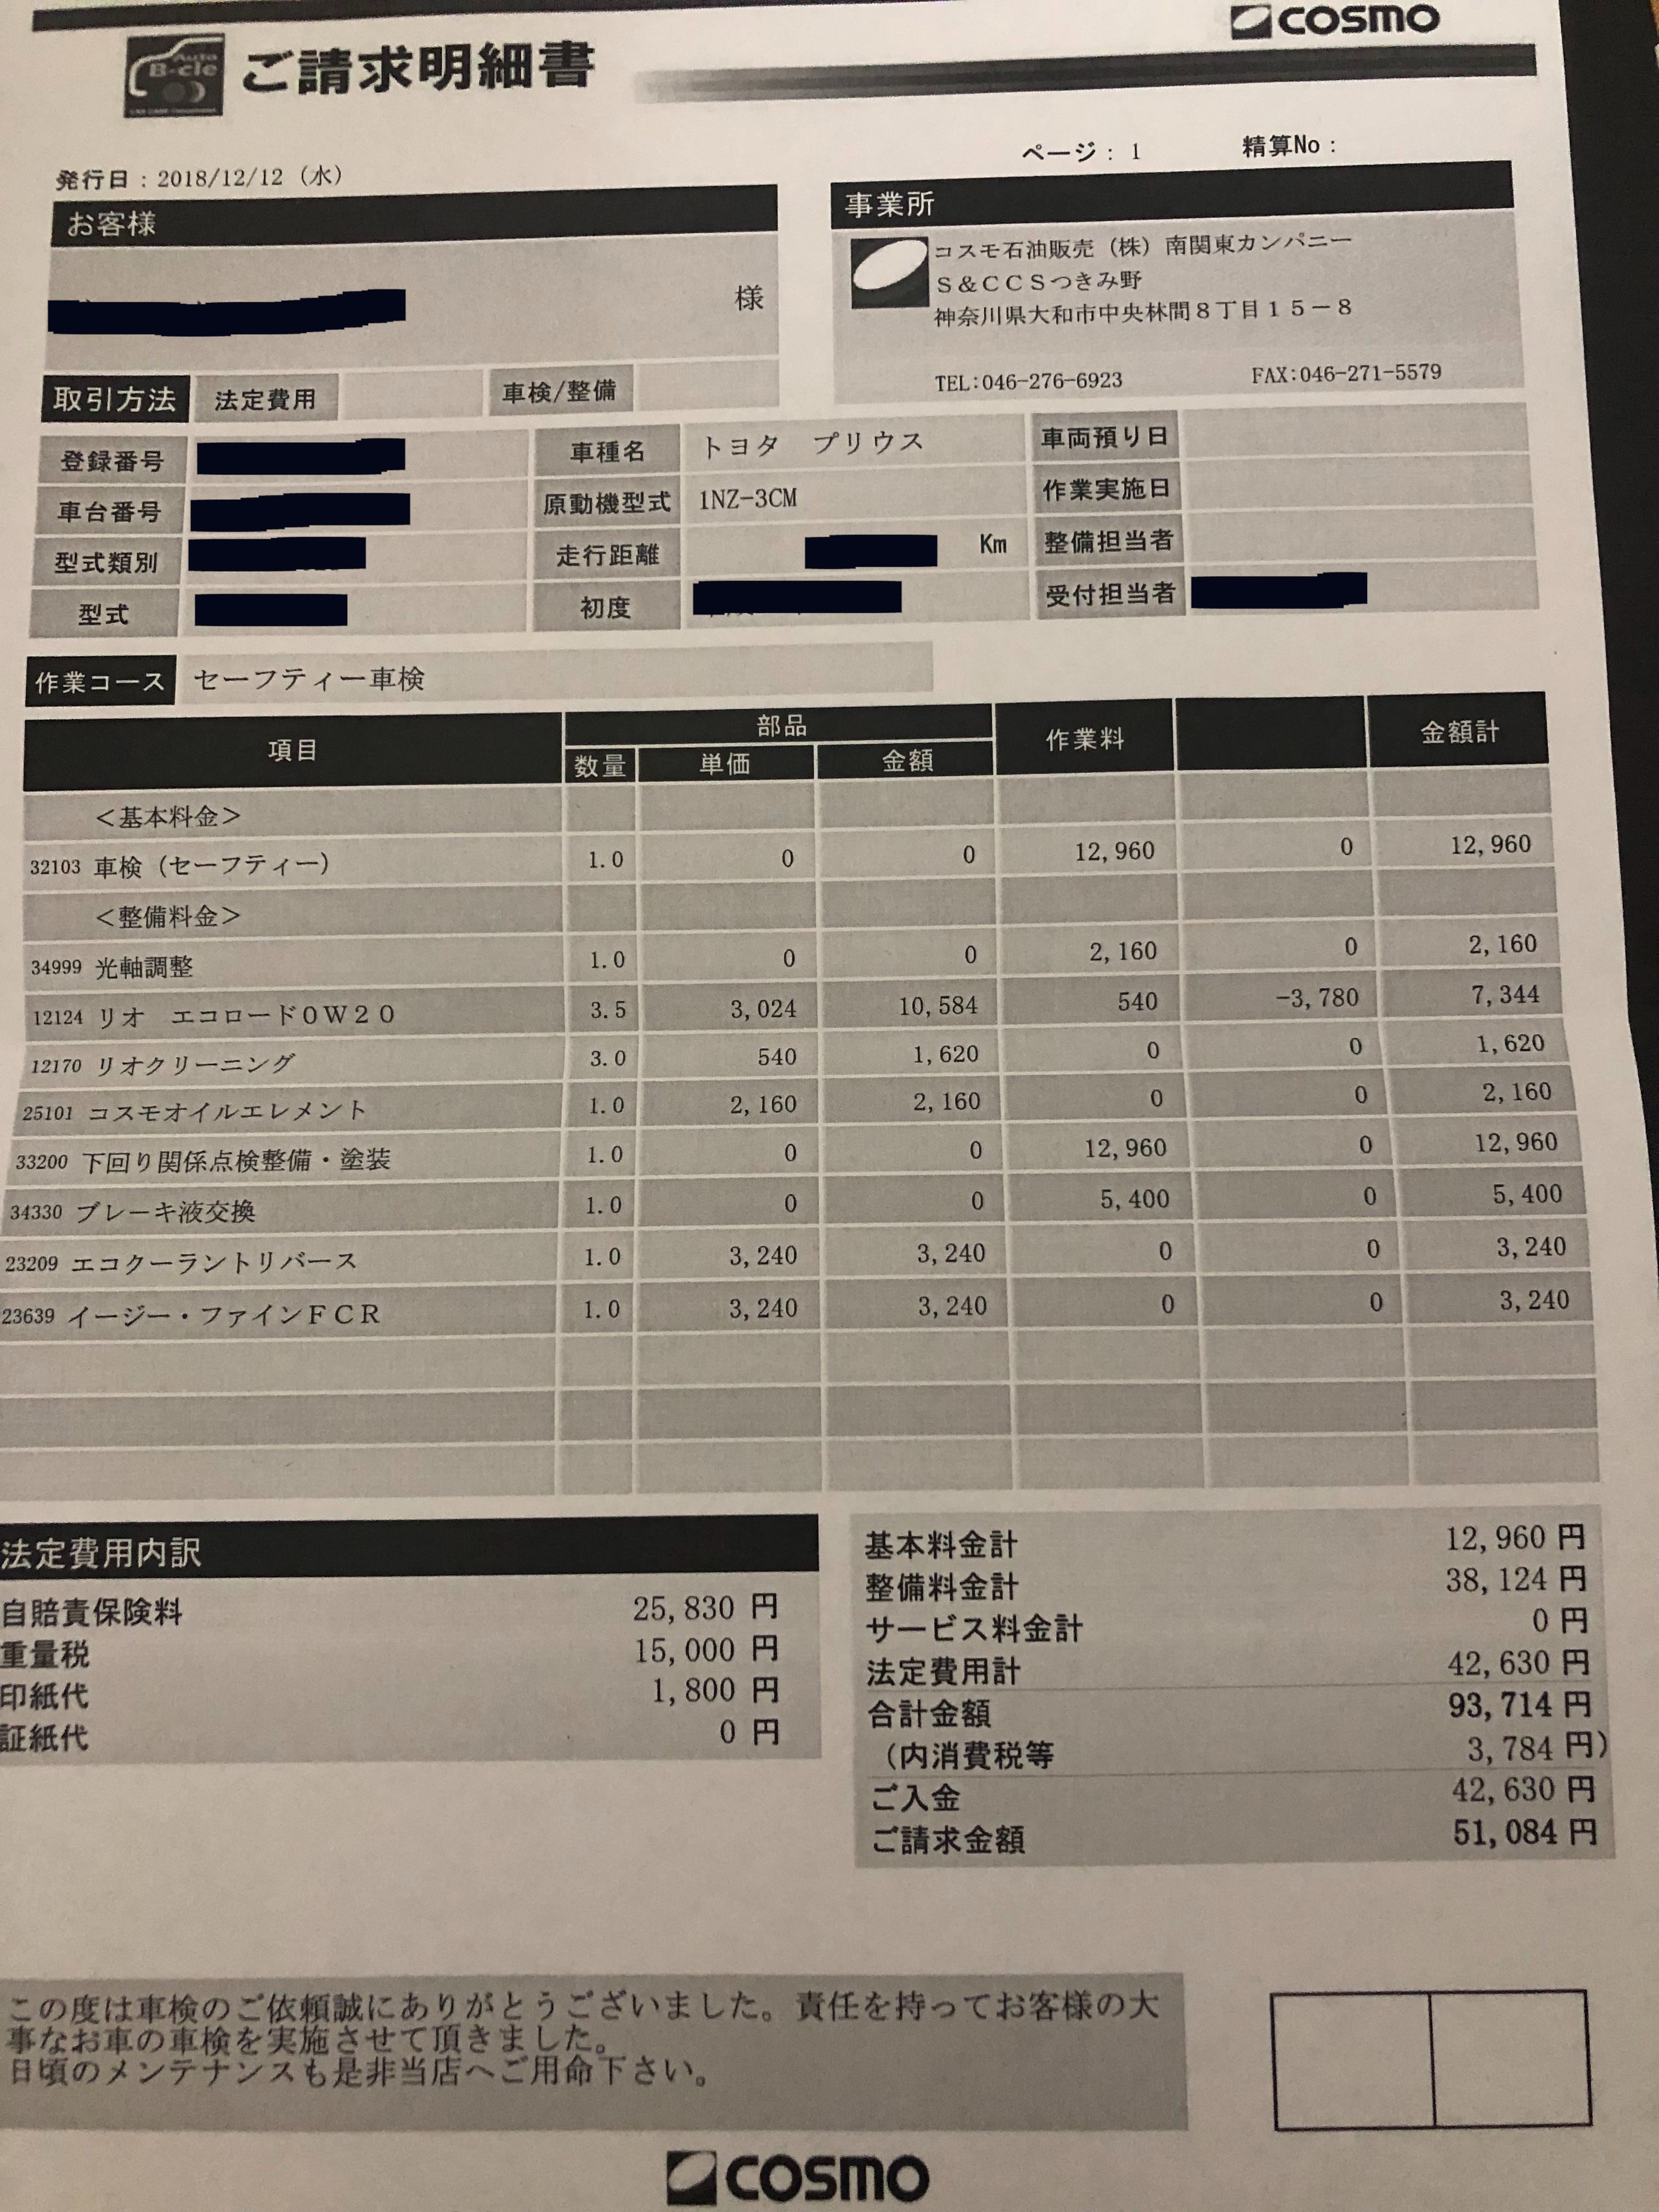 COSMO
Auto
B-cle
ご請求明細書
ページ： 1 精算No：
発行日：2018/12/12（水）
お客様
様
事業所
コスモ石油販売（株）南関東カンパニー
Ｓ＆ＣＣＳつきみ野
神奈川県大和市中央林間８丁目１５－８
TEL:046-276-6923 FAX:046-271-5579
取引方法 法定費用 車検/整備
登録番号 車種名 トヨタ　プリウス 車両預り日
車台番号 原動機型式 1NZ-3CM 作業実施日
型式類別 走行距離 Km 整備担当者
型式 初度 受付担当者
作業コース セーフティー車検
項目 部品 作業料 金額計
数量 単価 金額
＜基本料金＞
32103 車検（セーフティー） 1.0 0 0 12,960 0 12,960
＜整備料金＞
34999 光軸調整 1.0 0 0 2,160 0 2,160
12124 リオ　エコロード０Ｗ２０ 3.5 3,024 10,584 540 -3,780 7,344
12170 リオクリーニング 3.0 540 1,620 0 0 1,620
25101 コスモオイルエレメント 1.0 2,160 2,160 0 0 2,160
33200 下回り関係点検整備・塗装 1.0 0 0 12,960 0 12,960
34330 ブレーキ液交換 1.0 0 0 5,400 0 5,400
23209 エコクーラントリバース 1.0 3,240 3,240 0 0 3,240
23639 イージー・ファインＦＣＲ 1.0 3,240 3,240 0 0 3,240
法定費用内訳
自賠責保険料 25,830 円
重量税 15,000 円
印紙代 1,800 円
証紙代 0 円
基本料金計 12,960 円
整備料金計 38,124 円
サービス料金計 0 円
法定費用計 42,630 円
合計金額 93,714 円
（内消費税等 3,784 円）
ご入金 42,630 円
ご請求金額 51,084 円
この度は車検のご依頼誠にありがとうございました。責任を持ってお客様の大
事なお車の車検を実施させて頂きました。
日頃のメンテナンスも是非当店へご用命下さい。
COSMO